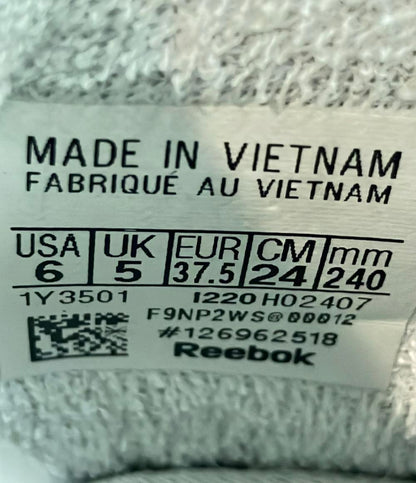 MADE IN VIETNAM
FABRIQUÉ AU VIETNAM
USA UK EUR CM mm
6 5 37.5 24 240
1Y3501 1220 H02407
F9NP2WS@00012
#126962518
Reebok